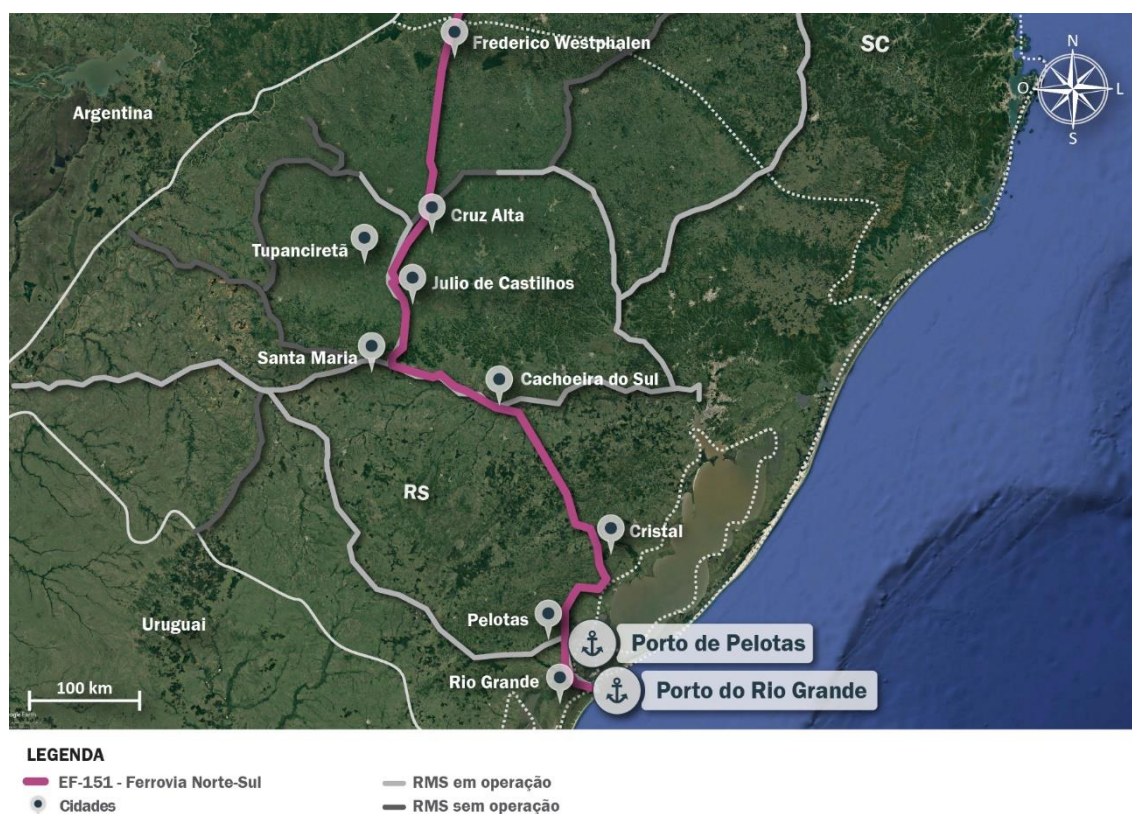 Frederico Westphalen
SC
N
O
L
S
Argentina
Cruz Alta
Tupanciretã
Julio de Castilhos
Santa Maria
Cachoeira do Sul
RS
Cristal
Pelotas
Uruguai
Porto de Pelotas
Rio Grande
Porto do Rio Grande
100 km
LEGENDA
EF-151 - Ferrovia Norte-Sul
RMS em operação
Cidades
RMS sem operação